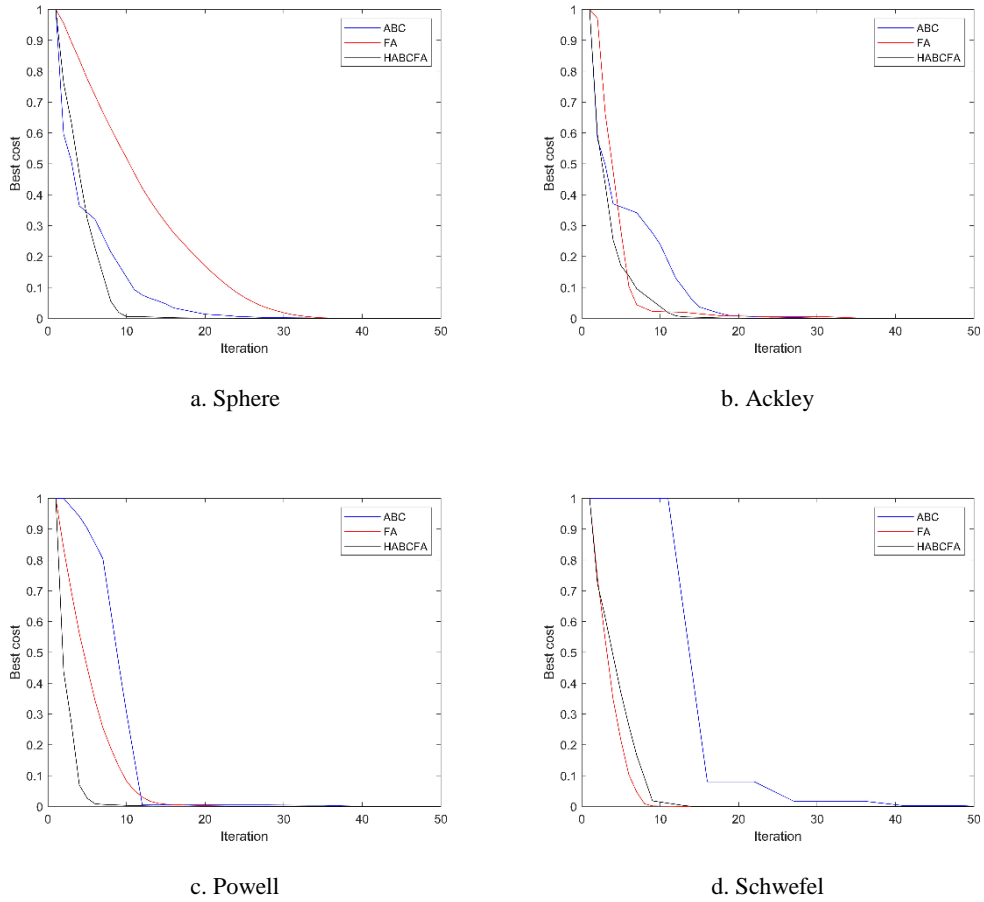 1
0.9
0.8
0.7
0.6
0.5
0.4
0.3
0.2
0.1
0
Best cost
0 10 20 30 40 50
Iteration
ABC
FA
HABCFA
a. Sphere
1
0.9
0.8
0.7
0.6
0.5
0.4
0.3
0.2
0.1
0
Best cost
0 10 20 30 40 50
Iteration
ABC
FA
HABCFA
b. Ackley
1
0.9
0.8
0.7
0.6
0.5
0.4
0.3
0.2
0.1
0
Best cost
0 10 20 30 40 50
Iteration
ABC
FA
HABCFA
c. Powell
1
0.9
0.8
0.7
0.6
0.5
0.4
0.3
0.2
0.1
0
Best cost
0 10 20 30 40 50
Iteration
ABC
FA
HABCFA
d. Schwefel